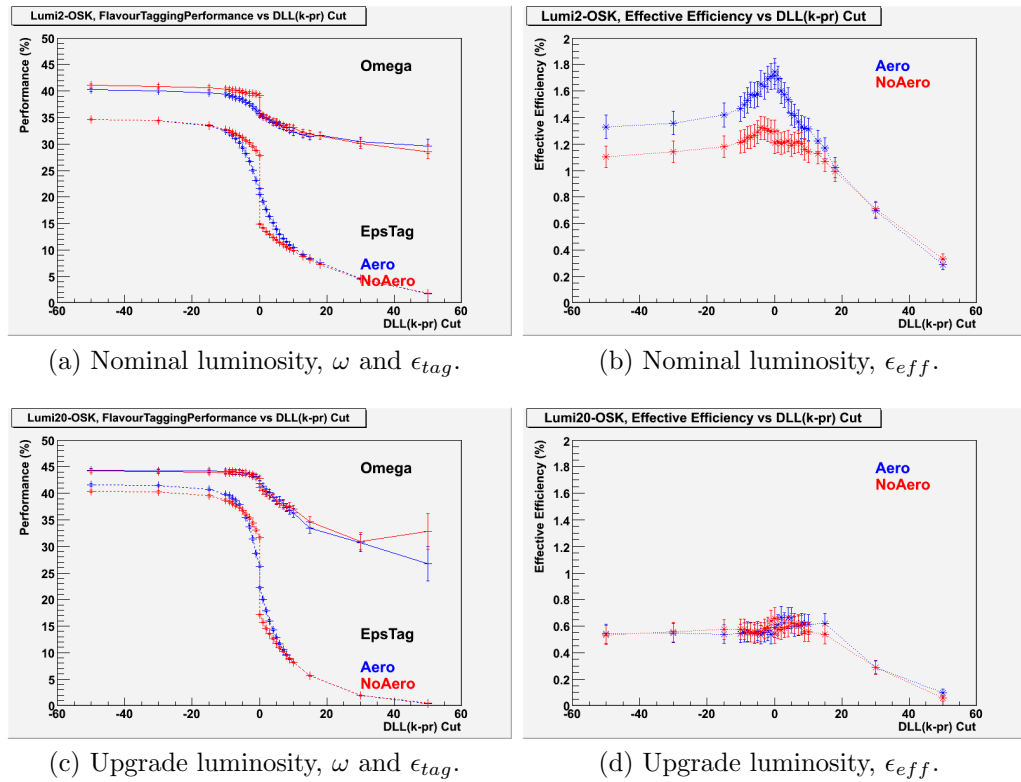 Lumi2-OSK, FlavourTaggingPerformance vs DLL(k-pr) Cut
Performance (%)
50
45
40
35
30
25
20
15
10
5
0
Omega
EpsTag
Aero
NoAero
-60 -40 -20 0 20 40 60
DLL(k-pr) Cut
(a) Nominal luminosity, ω and ϵ_{tag}.
Lumi2-OSK, Effective Efficiency vs DLL(k-pr) Cut
Effective Efficiency (%)
2
1.8
1.6
1.4
1.2
1
0.8
0.6
0.4
0.2
0
Aero
NoAero
-60 -40 -20 0 20 40 60
DLL(k-pr) Cut
(b) Nominal luminosity, ϵ_{eff}.
Lumi20-OSK, FlavourTaggingPerformance vs DLL(k-pr) Cut
Performance (%)
50
45
40
35
30
25
20
15
10
5
0
Omega
EpsTag
Aero
NoAero
-60 -40 -20 0 20 40 60
DLL(k-pr) Cut
(c) Upgrade luminosity, ω and ϵ_{tag}.
Lumi20-OSK, Effective Efficiency vs DLL(k-pr) Cut
Effective Efficiency (%)
2
1.8
1.6
1.4
1.2
1
0.8
0.6
0.4
0.2
0
Aero
NoAero
-60 -40 -20 0 20 40 60
DLL(k-pr) Cut
(d) Upgrade luminosity, ϵ_{eff}.